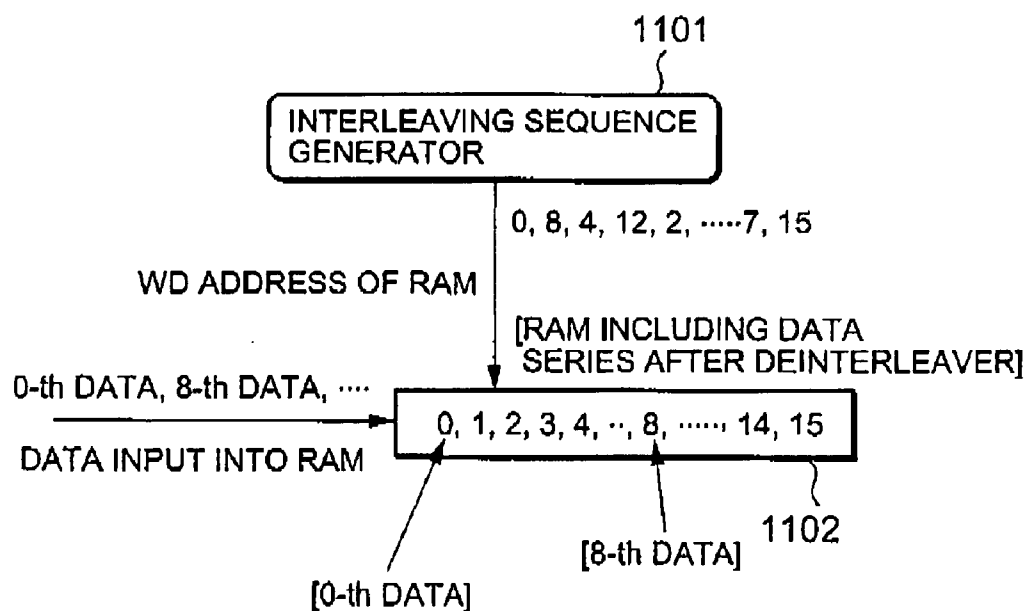 1101
INTERLEAVING SEQUENCE
GENERATOR
0, 8, 4, 12, 2, ·····7, 15
WD ADDRESS OF RAM
[RAM INCLUDING DATA
SERIES AFTER DEINTERLEAVER]
0-th DATA, 8-th DATA, ····
0, 1, 2, 3, 4, ··, 8, ·····, 14, 15
DATA INPUT INTO RAM
1102
[8-th DATA]
[0-th DATA]